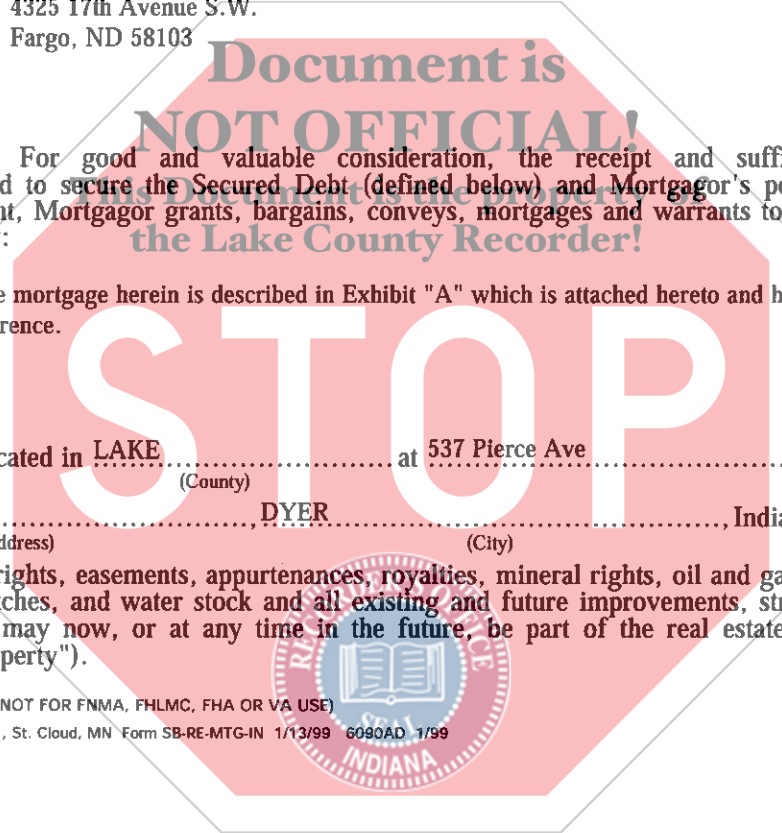 4325 17th Avenue S.W.
Fargo, ND 58103
Document is
NOT OFFICIAL!
For good and valuable consideration, the receipt and suffi
d to secure the Secured Debt (defined below) and Mortgagor's pe
This Document is the property of
nt, Mortgagor grants, bargains, conveys, mortgages and warrants to
:
the Lake County Recorder!
e mortgage herein is described in Exhibit "A" which is attached hereto and h
rence.
STOP
cated in LAKE at 537 Pierce Ave
(County)
, DYER , India
ddress) (City)
rights, easements, appurtenances, royalties, mineral rights, oil and ga
tches, and water stock and all existing and future improvements, str
may now, or at any time in the future, be part of the real estate
perty").
NOT FOR FNMA, FHLMC, FHA OR VA USE)
, St. Cloud, MN Form SB-RE-MTG-IN 1/13/99 6090AD 1/99
RECORDER'S OFFICE
SEAL
INDIANA